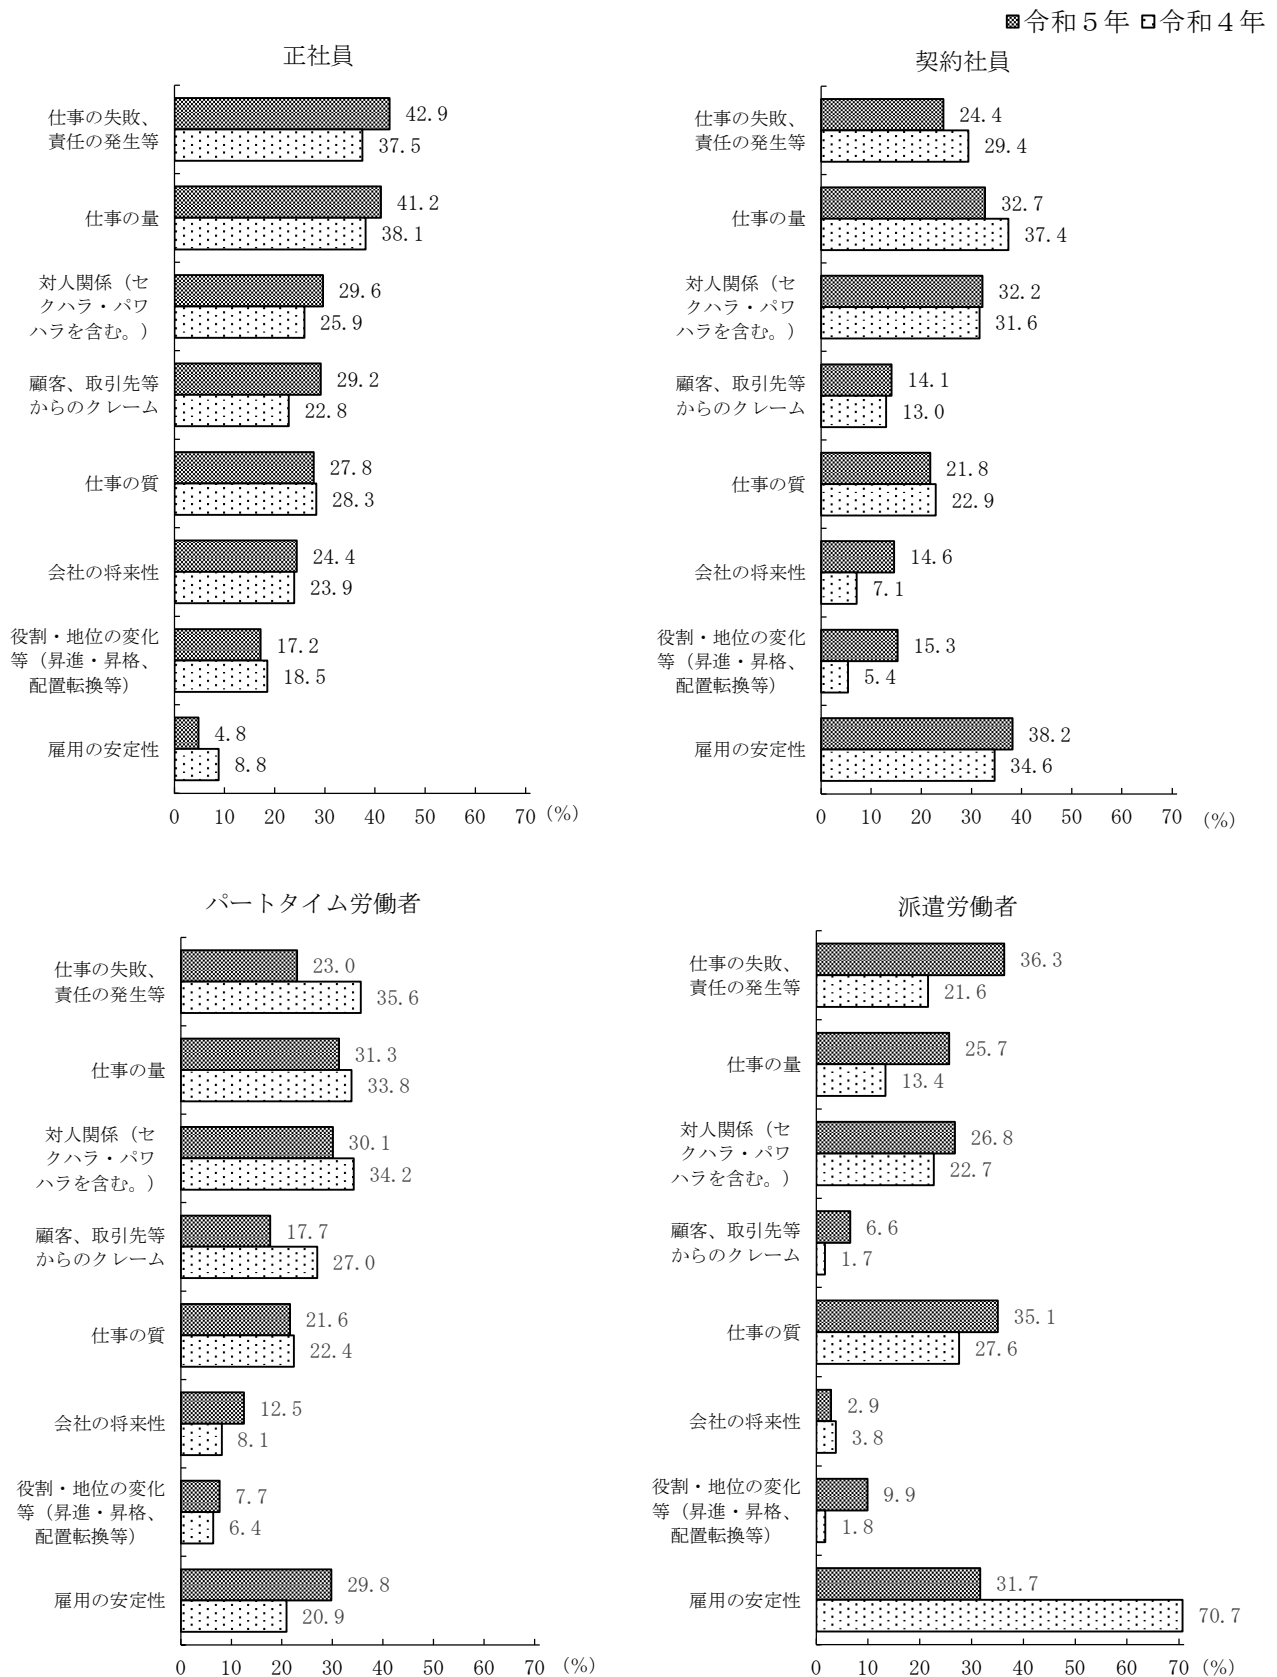 令和５年 令和４年
正社員
仕事の失敗、
責任の発生等
42.9
37.5
仕事の量
41.2
38.1
対人関係（セ
クハラ・パワ
ハラを含む。）
29.6
25.9
顧客、取引先等
からのクレーム
29.2
22.8
仕事の質
27.8
28.3
会社の将来性
24.4
23.9
役割・地位の変化
等（昇進・昇格、
配置転換等）
17.2
18.5
雇用の安定性
4.8
8.8
0 10 20 30 40 50 60 70 (%)
契約社員
仕事の失敗、
責任の発生等
24.4
29.4
仕事の量
32.7
37.4
対人関係（セ
クハラ・パワ
ハラを含む。）
32.2
31.6
顧客、取引先等
からのクレーム
14.1
13.0
仕事の質
21.8
22.9
会社の将来性
14.6
7.1
役割・地位の変化
等（昇進・昇格、
配置転換等）
15.3
5.4
雇用の安定性
38.2
34.6
0 10 20 30 40 50 60 70 (%)
パートタイム労働者
仕事の失敗、
責任の発生等
23.0
35.6
仕事の量
31.3
33.8
対人関係（セ
クハラ・パワ
ハラを含む。）
30.1
34.2
顧客、取引先等
からのクレーム
17.7
27.0
仕事の質
21.6
22.4
会社の将来性
12.5
8.1
役割・地位の変化
等（昇進・昇格、
配置転換等）
7.7
6.4
雇用の安定性
29.8
20.9
0 10 20 30 40 50 60 70 (%)
派遣労働者
仕事の失敗、
責任の発生等
36.3
21.6
仕事の量
25.7
13.4
対人関係（セ
クハラ・パワ
ハラを含む。）
26.8
22.7
顧客、取引先等
からのクレーム
6.6
1.7
仕事の質
35.1
27.6
会社の将来性
2.9
3.8
役割・地位の変化
等（昇進・昇格、
配置転換等）
9.9
1.8
雇用の安定性
31.7
70.7
0 10 20 30 40 50 60 70 (%)